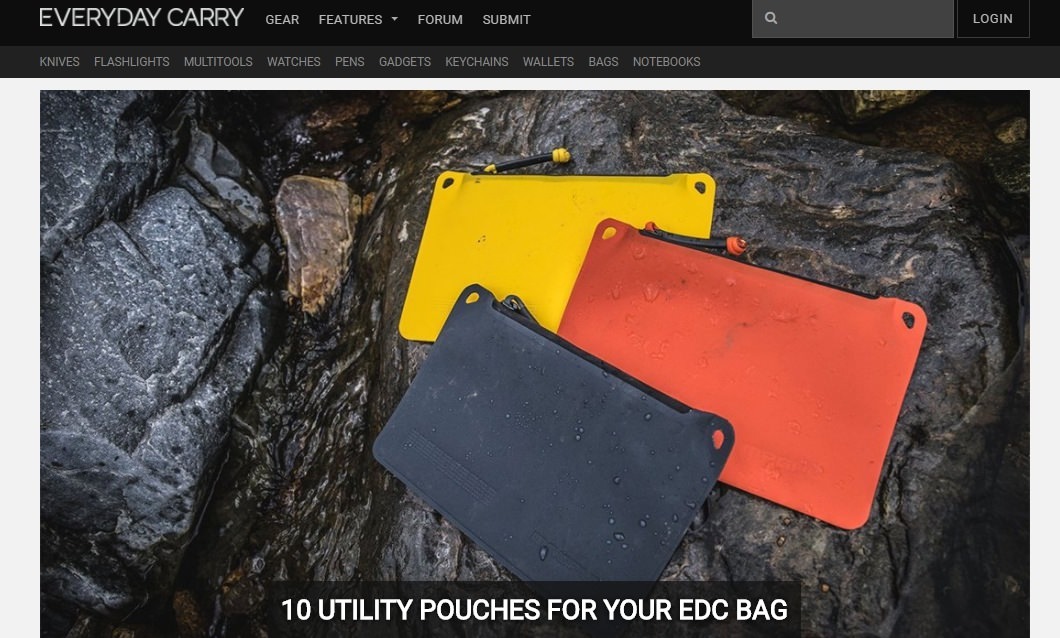 EVERYDAY CARRY GEAR FEATURES FORUM SUBMIT LOGIN
KNIVES FLASHLIGHTS MULTITOOLS WATCHES PENS GADGETS KEYCHAINS WALLETS BAGS NOTEBOOKS
10 UTILITY POUCHES FOR YOUR EDC BAG